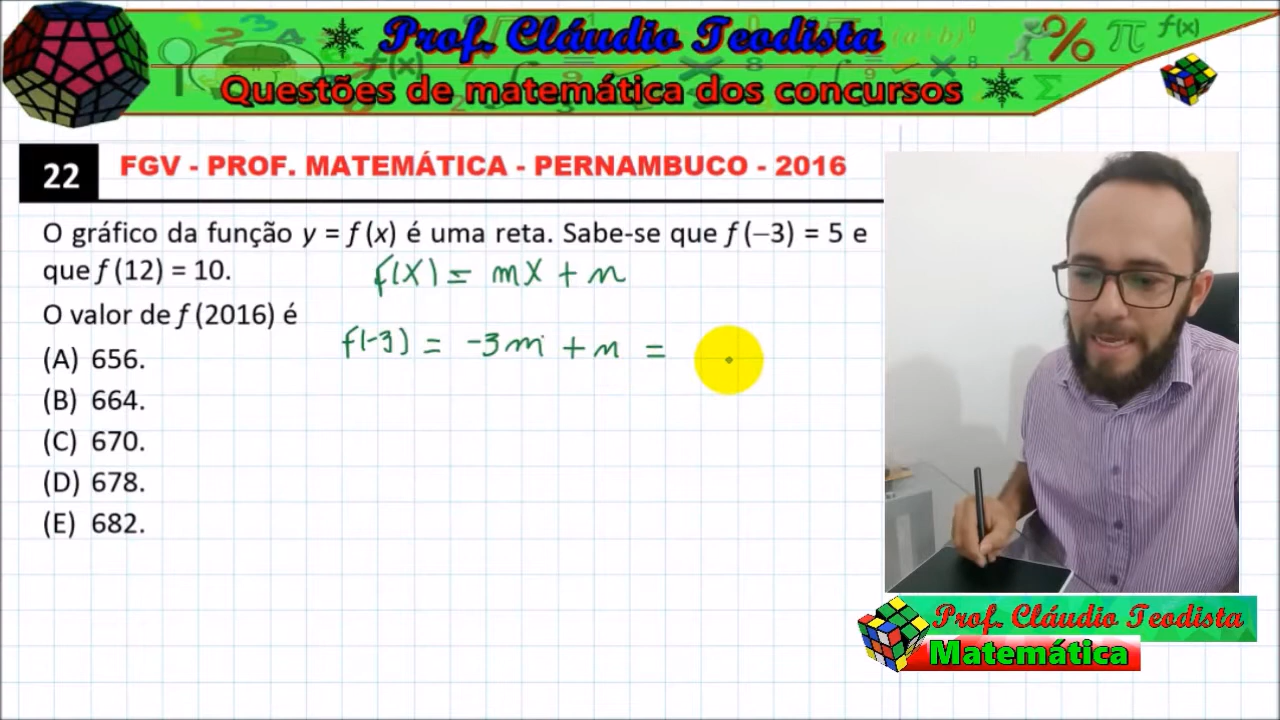 Prof. Cláudio Teodista
Questões de matemática dos concursos
22
FGV - PROF. MATEMÁTICA - PERNAMBUCO - 2016
O gráfico da função y = f (x) é uma reta. Sabe-se que f (−3) = 5 e
que f (12) = 10.
f(x) = mx + n
O valor de f (2016) é
f(-3) = -3m + n =
(A) 656.
(B) 664.
(C) 670.
(D) 678.
(E) 682.
Prof. Cláudio Teodista
Matemática